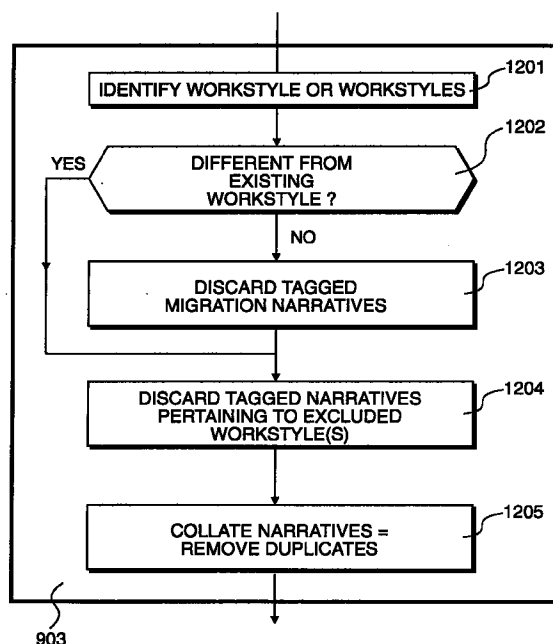 1201
IDENTIFY WORKSTYLE OR WORKSTYLES
1202
YES
DIFFERENT FROM
EXISTING
WORKSTYLE ?
NO
1203
DISCARD TAGGED
MIGRATION NARRATIVES
1204
DISCARD TAGGED NARRATIVES
PERTAINING TO EXCLUDED
WORKSTYLE(S)
1205
COLLATE NARRATIVES =
REMOVE DUPLICATES
903